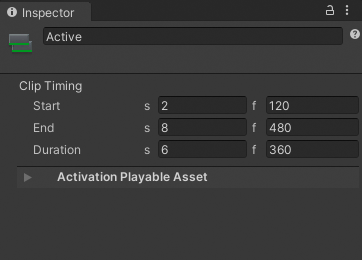 Inspector
Active
Clip Timing
Start s 2 f 120
End s 8 f 480
Duration s 6 f 360
Activation Playable Asset